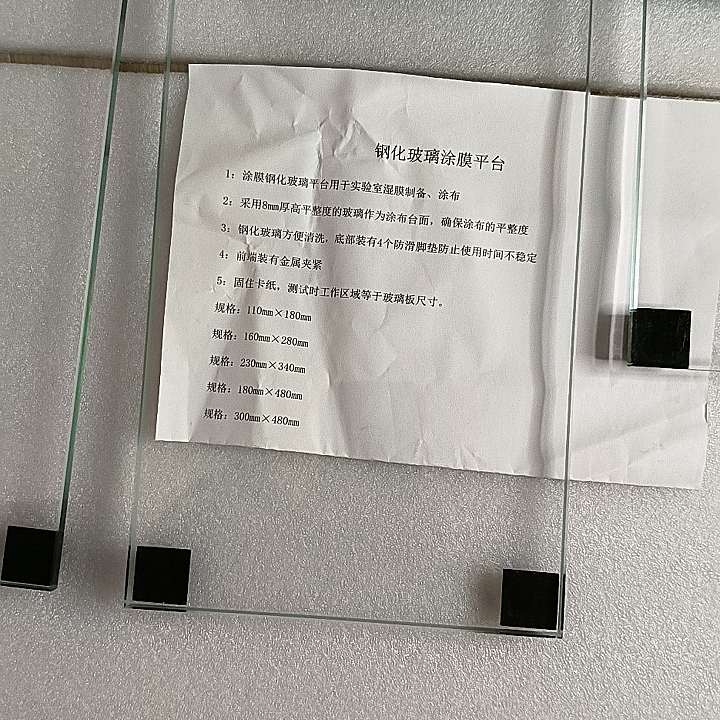 钢化玻璃涂膜平台
1：涂膜钢化玻璃平台用于实验室湿膜制备、涂布
2：采用8mm厚高平整度的玻璃作为涂布台面，确保涂布的平整度
3：钢化玻璃方便清洗，底部装有4个防滑脚垫防止使用时间不稳定
4：前端装有金属夹紧
5：固住卡纸，测试时工作区域等于玻璃板尺寸。
规格：110mm×180mm
规格：160mm×280mm
规格：230mm×340mm
规格：180mm×480mm
规格：300mm×480mm